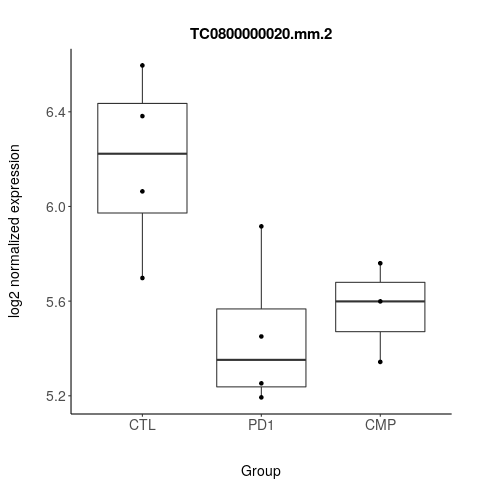 TC0800000020.mm.2
log2 normalized expression
6.4
6.0
5.6
5.2
CTL PD1 CMP
Group